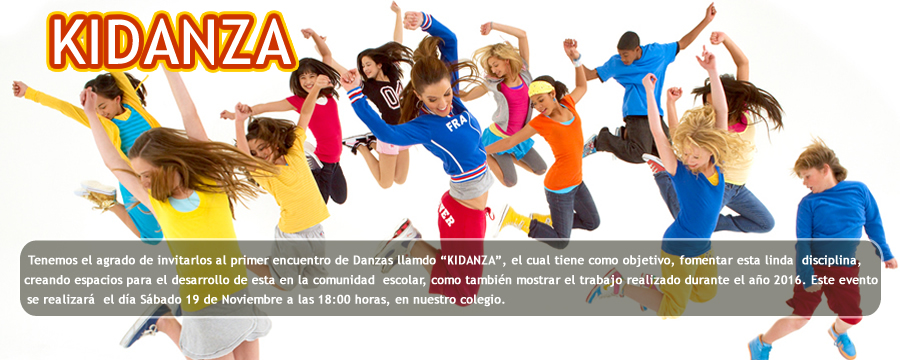 KIDANZA
FRA
04
VER
Tenemos el agrado de invitarlos al primer encuentro de Danzas llamdo “KIDANZA”, el cual tiene como objetivo, fomentar esta linda disciplina,
creando espacios para el desarrollo de esta en la comunidad escolar, como también mostrar el trabajo realizado durante el año 2016. Este evento
se realizará el día Sábado 19 de Noviembre a las 18:00 horas, en nuestro colegio.